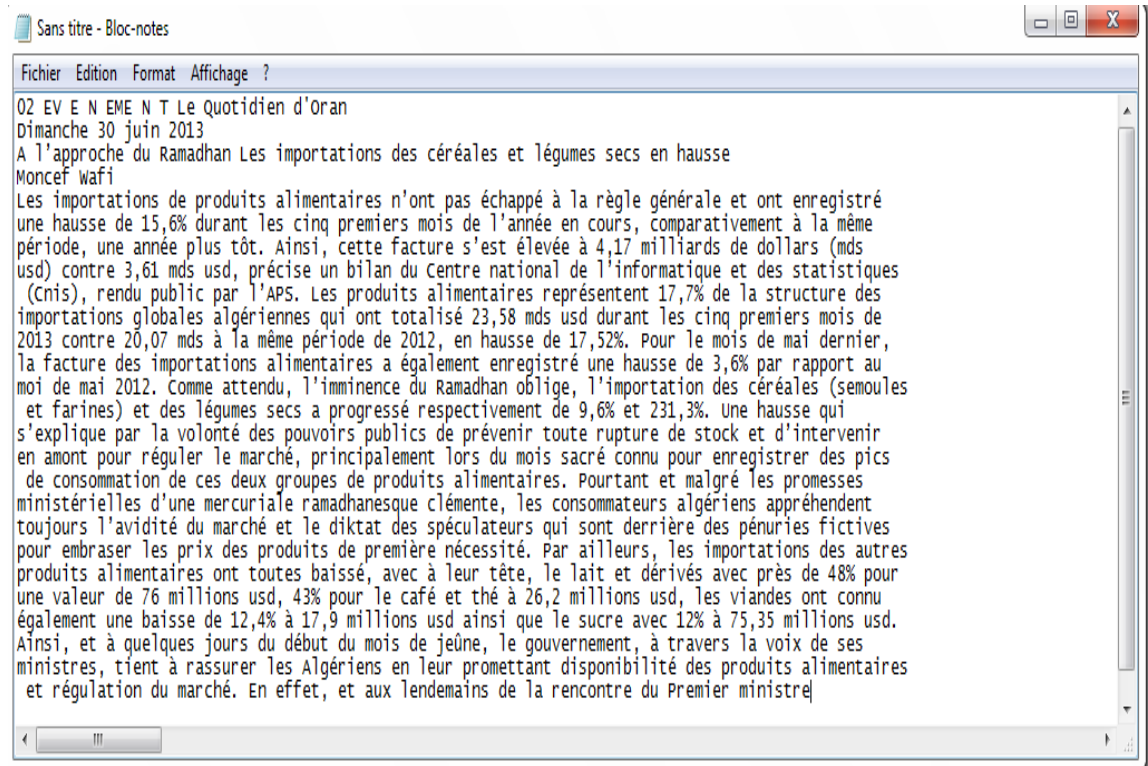 Sans titre - Bloc-notes
Fichier Edition Format Affichage ?
02 EV E N EME N T Le Quotidien d'Oran
Dimanche 30 juin 2013
A l'approche du Ramadhan Les importations des céréales et légumes secs en hausse
Moncef Wafi
Les importations de produits alimentaires n'ont pas échappé à la règle générale et ont enregistré
une hausse de 15,6% durant les cinq premiers mois de l'année en cours, comparativement à la même
période, une année plus tôt. Ainsi, cette facture s'est élevée à 4,17 milliards de dollars (mds
usd) contre 3,61 mds usd, précise un bilan du Centre national de l'informatique et des statistiques
(Cnis), rendu public par l'APS. Les produits alimentaires représentent 17,7% de la structure des
importations globales algériennes qui ont totalisé 23,58 mds usd durant les cinq premiers mois de
2013 contre 20,07 mds à la même période de 2012, en hausse de 17,52%. Pour le mois de mai dernier,
la facture des importations alimentaires a également enregistré une hausse de 3,6% par rapport au
moi de mai 2012. Comme attendu, l'imminence du Ramadhan oblige, l'importation des céréales (semoules
et farines) et des légumes secs a progressé respectivement de 9,6% et 231,3%. Une hausse qui
s'explique par la volonté des pouvoirs publics de prévenir toute rupture de stock et d'intervenir
en amont pour réguler le marché, principalement lors du mois sacré connu pour enregistrer des pics
de consommation de ces deux groupes de produits alimentaires. Pourtant et malgré les promesses
ministérielles d'une mercuriale ramadhanesque clémente, les consommateurs algériens appréhendent
toujours l'avidité du marché et le diktat des spéculateurs qui sont derrière des pénuries fictives
pour embraser les prix des produits de première nécessité. Par ailleurs, les importations des autres
produits alimentaires ont toutes baissé, avec à leur tête, le lait et dérivés avec près de 48% pour
une valeur de 76 millions usd, 43% pour le café et thé à 26,2 millions usd, les viandes ont connu
également une baisse de 12,4% à 17,9 millions usd ainsi que le sucre avec 12% à 75,35 millions usd.
Ainsi, et à quelques jours du début du mois de jeûne, le gouvernement, à travers la voix de ses
ministres, tient à rassurer les Algériens en leur promettant disponibilité des produits alimentaires
et régulation du marché. En effet, et aux lendemains de la rencontre du Premier ministre